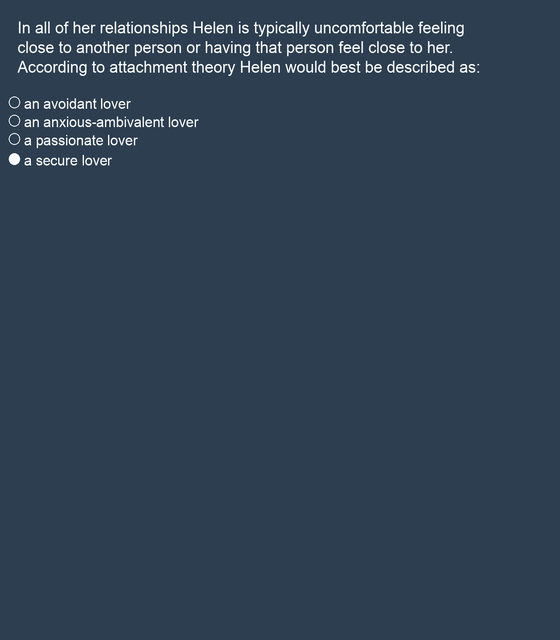 In all of her relationships Helen is typically uncomfortable feeling
close to another person or having that person feel close to her.
According to attachment theory Helen would best be described as:
an avoidant lover
an anxious-ambivalent lover
a passionate lover
a secure lover